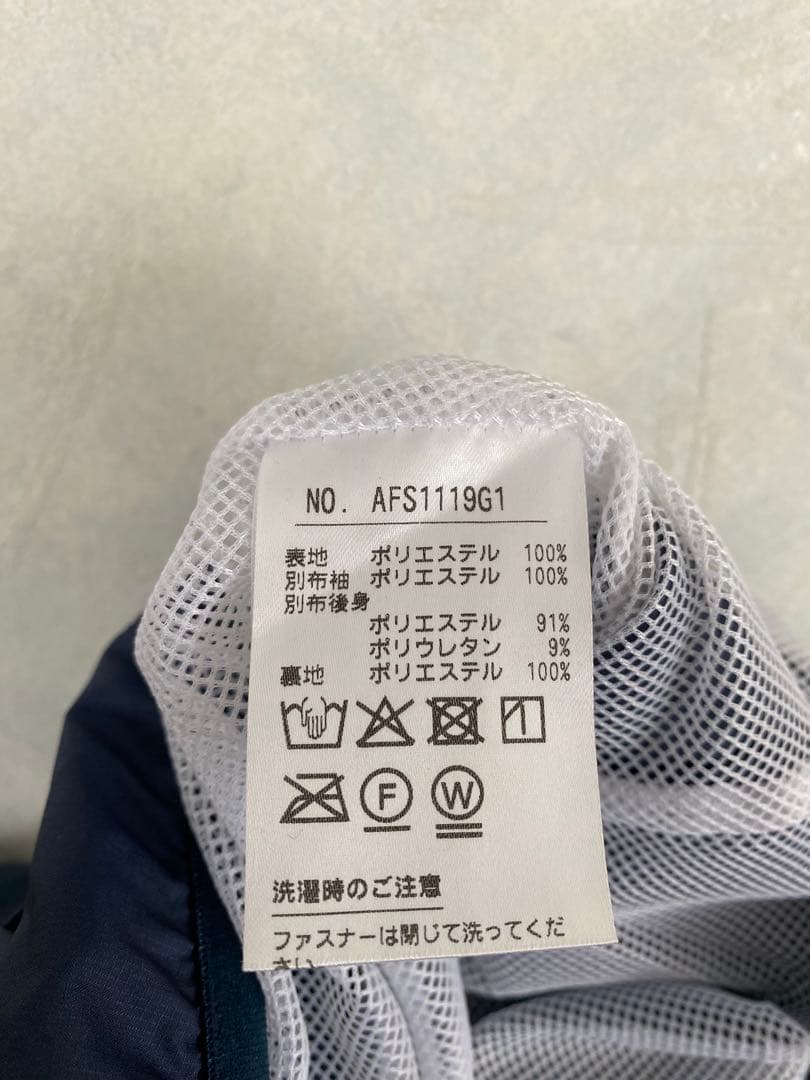 NO. AFS1119G1
表地 ポリエステル 100%
別布袖 ポリエステル 100%
別布後身
ポリエステル 91%
ポリウレタン 9%
裏地 ポリエステル 100%
F W
洗濯時のご注意
ファスナーは閉じて洗ってくだ
さい